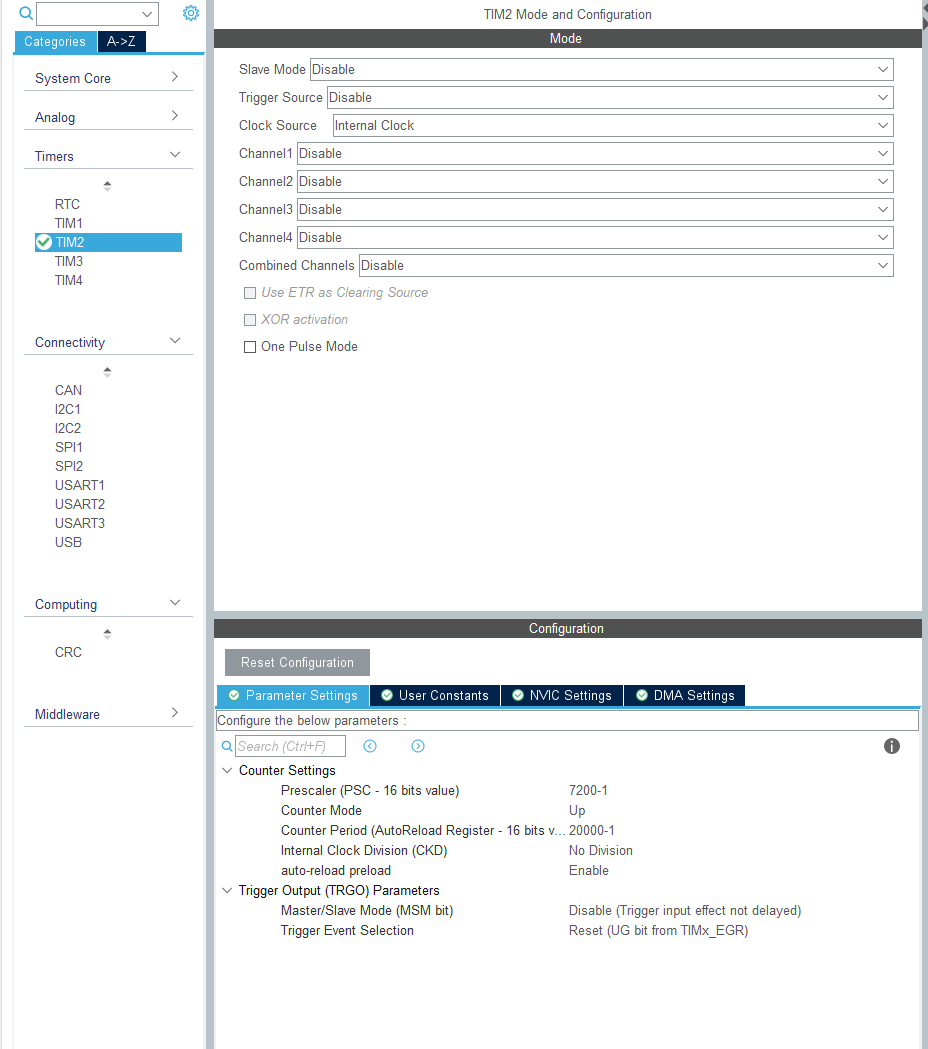 Categories
A->Z
System Core
Analog
Timers
RTC
TIM1
TIM2
TIM3
TIM4
Connectivity
CAN
I2C1
I2C2
SPI1
SPI2
USART1
USART2
USART3
USB
Computing
CRC
Middleware
TIM2 Mode and Configuration
Mode
Slave Mode Disable
Trigger Source Disable
Clock Source Internal Clock
Channel1 Disable
Channel2 Disable
Channel3 Disable
Channel4 Disable
Combined Channels Disable
Use ETR as Clearing Source
XOR activation
One Pulse Mode
Configuration
Reset Configuration
Parameter Settings User Constants NVIC Settings DMA Settings
Configure the below parameters :
Search (Ctrl+F)
Counter Settings
Prescaler (PSC - 16 bits value) 7200-1
Counter Mode Up
Counter Period (AutoReload Register - 16 bits v... 20000-1
Internal Clock Division (CKD) No Division
auto-reload preload Enable
Trigger Output (TRGO) Parameters
Master/Slave Mode (MSM bit) Disable (Trigger input effect not delayed)
Trigger Event Selection Reset (UG bit from TIMx_EGR)